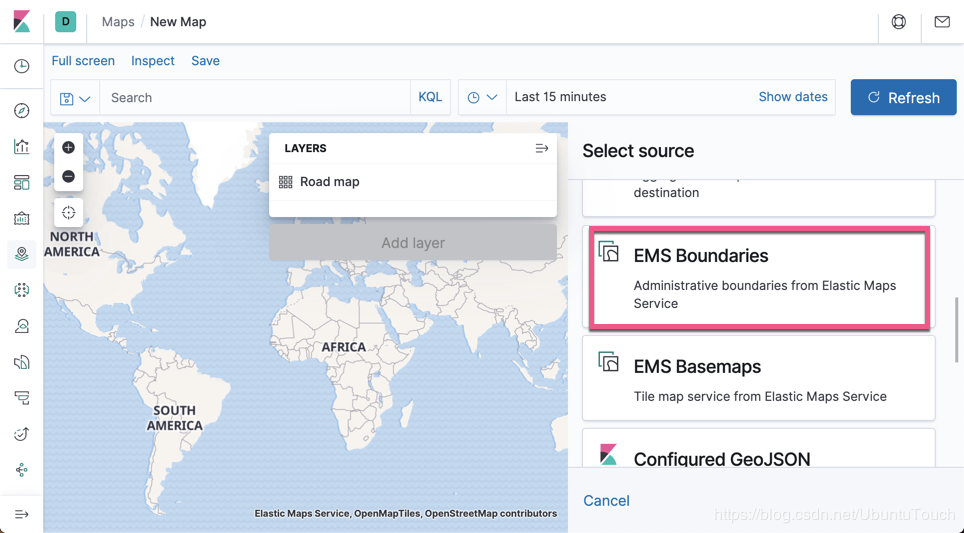 D
Maps / New Map
Full screen Inspect Save
Search KQL Last 15 minutes Show dates Refresh
LAYERS
Road map
Add layer
NORTH
AMERICA
AFRICA
SOUTH
AMERICA
Elastic Maps Service, OpenMapTiles, OpenStreetMap contributors
Select source
destination
EMS Boundaries
Administrative boundaries from Elastic Maps
Service
EMS Basemaps
Tile map service from Elastic Maps Service
Configured GeoJSON
Cancel
https://blog.csdn.net/UbuntuTouch